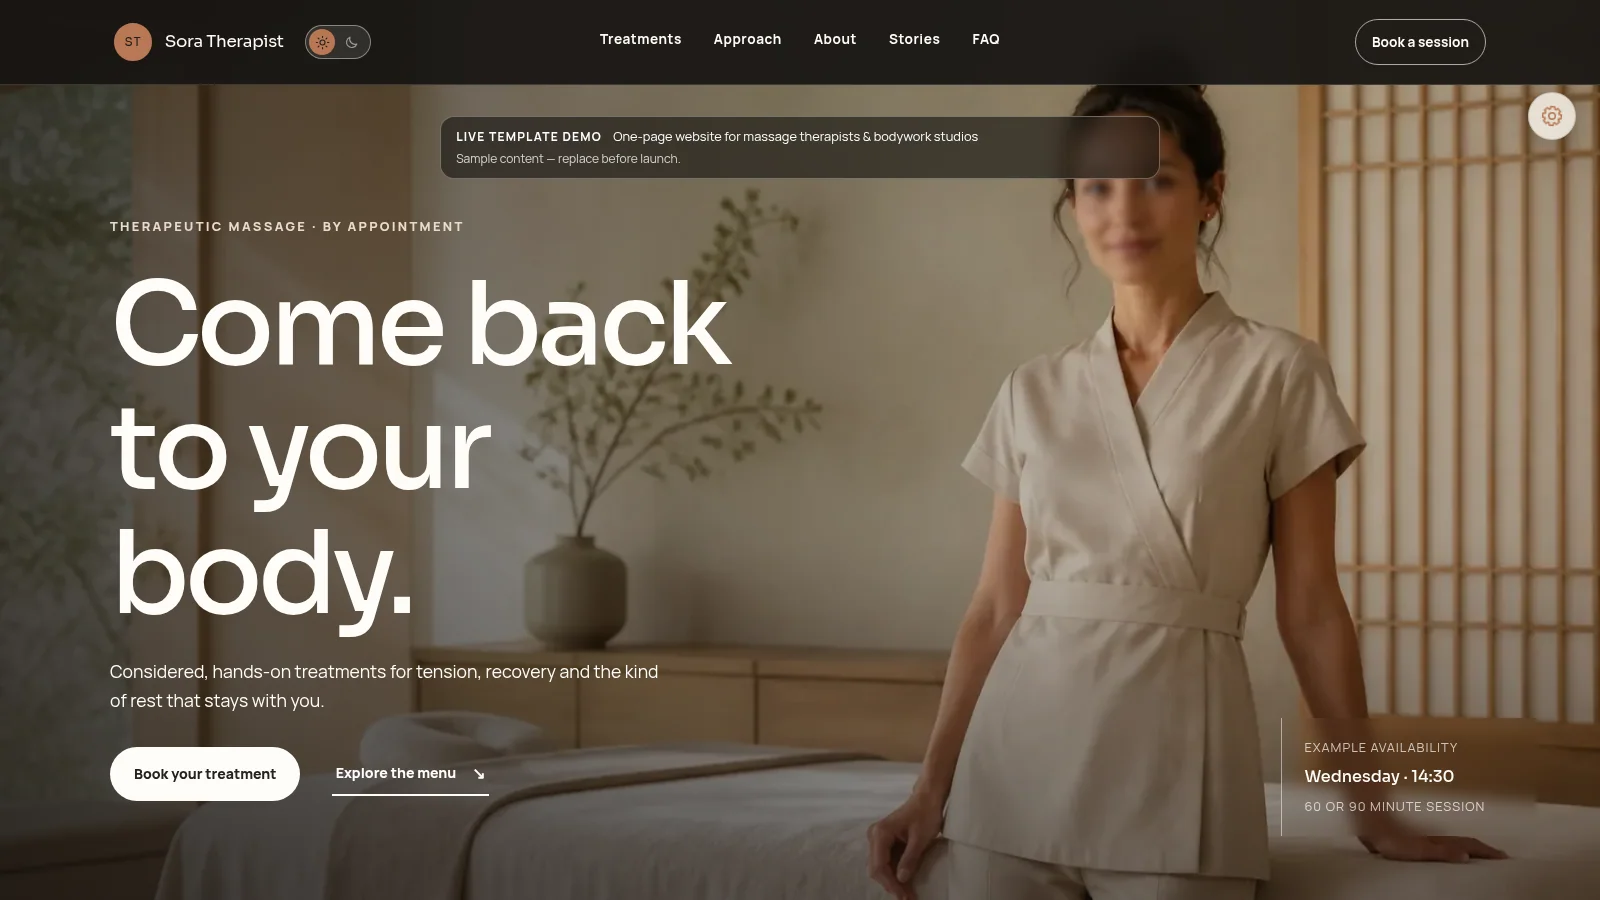 ST
Sora Therapist
Treatments
Approach
About
Stories
FAQ
Book a session
LIVE TEMPLATE DEMO One-page website for massage therapists & bodywork studios
Sample content — replace before launch.
THERAPEUTIC MASSAGE · BY APPOINTMENT
Come back
to your
body.
Considered, hands-on treatments for tension, recovery and the kind
of rest that stays with you.
Book your treatment
Explore the menu ↘
EXAMPLE AVAILABILITY
Wednesday · 14:30
60 OR 90 MINUTE SESSION